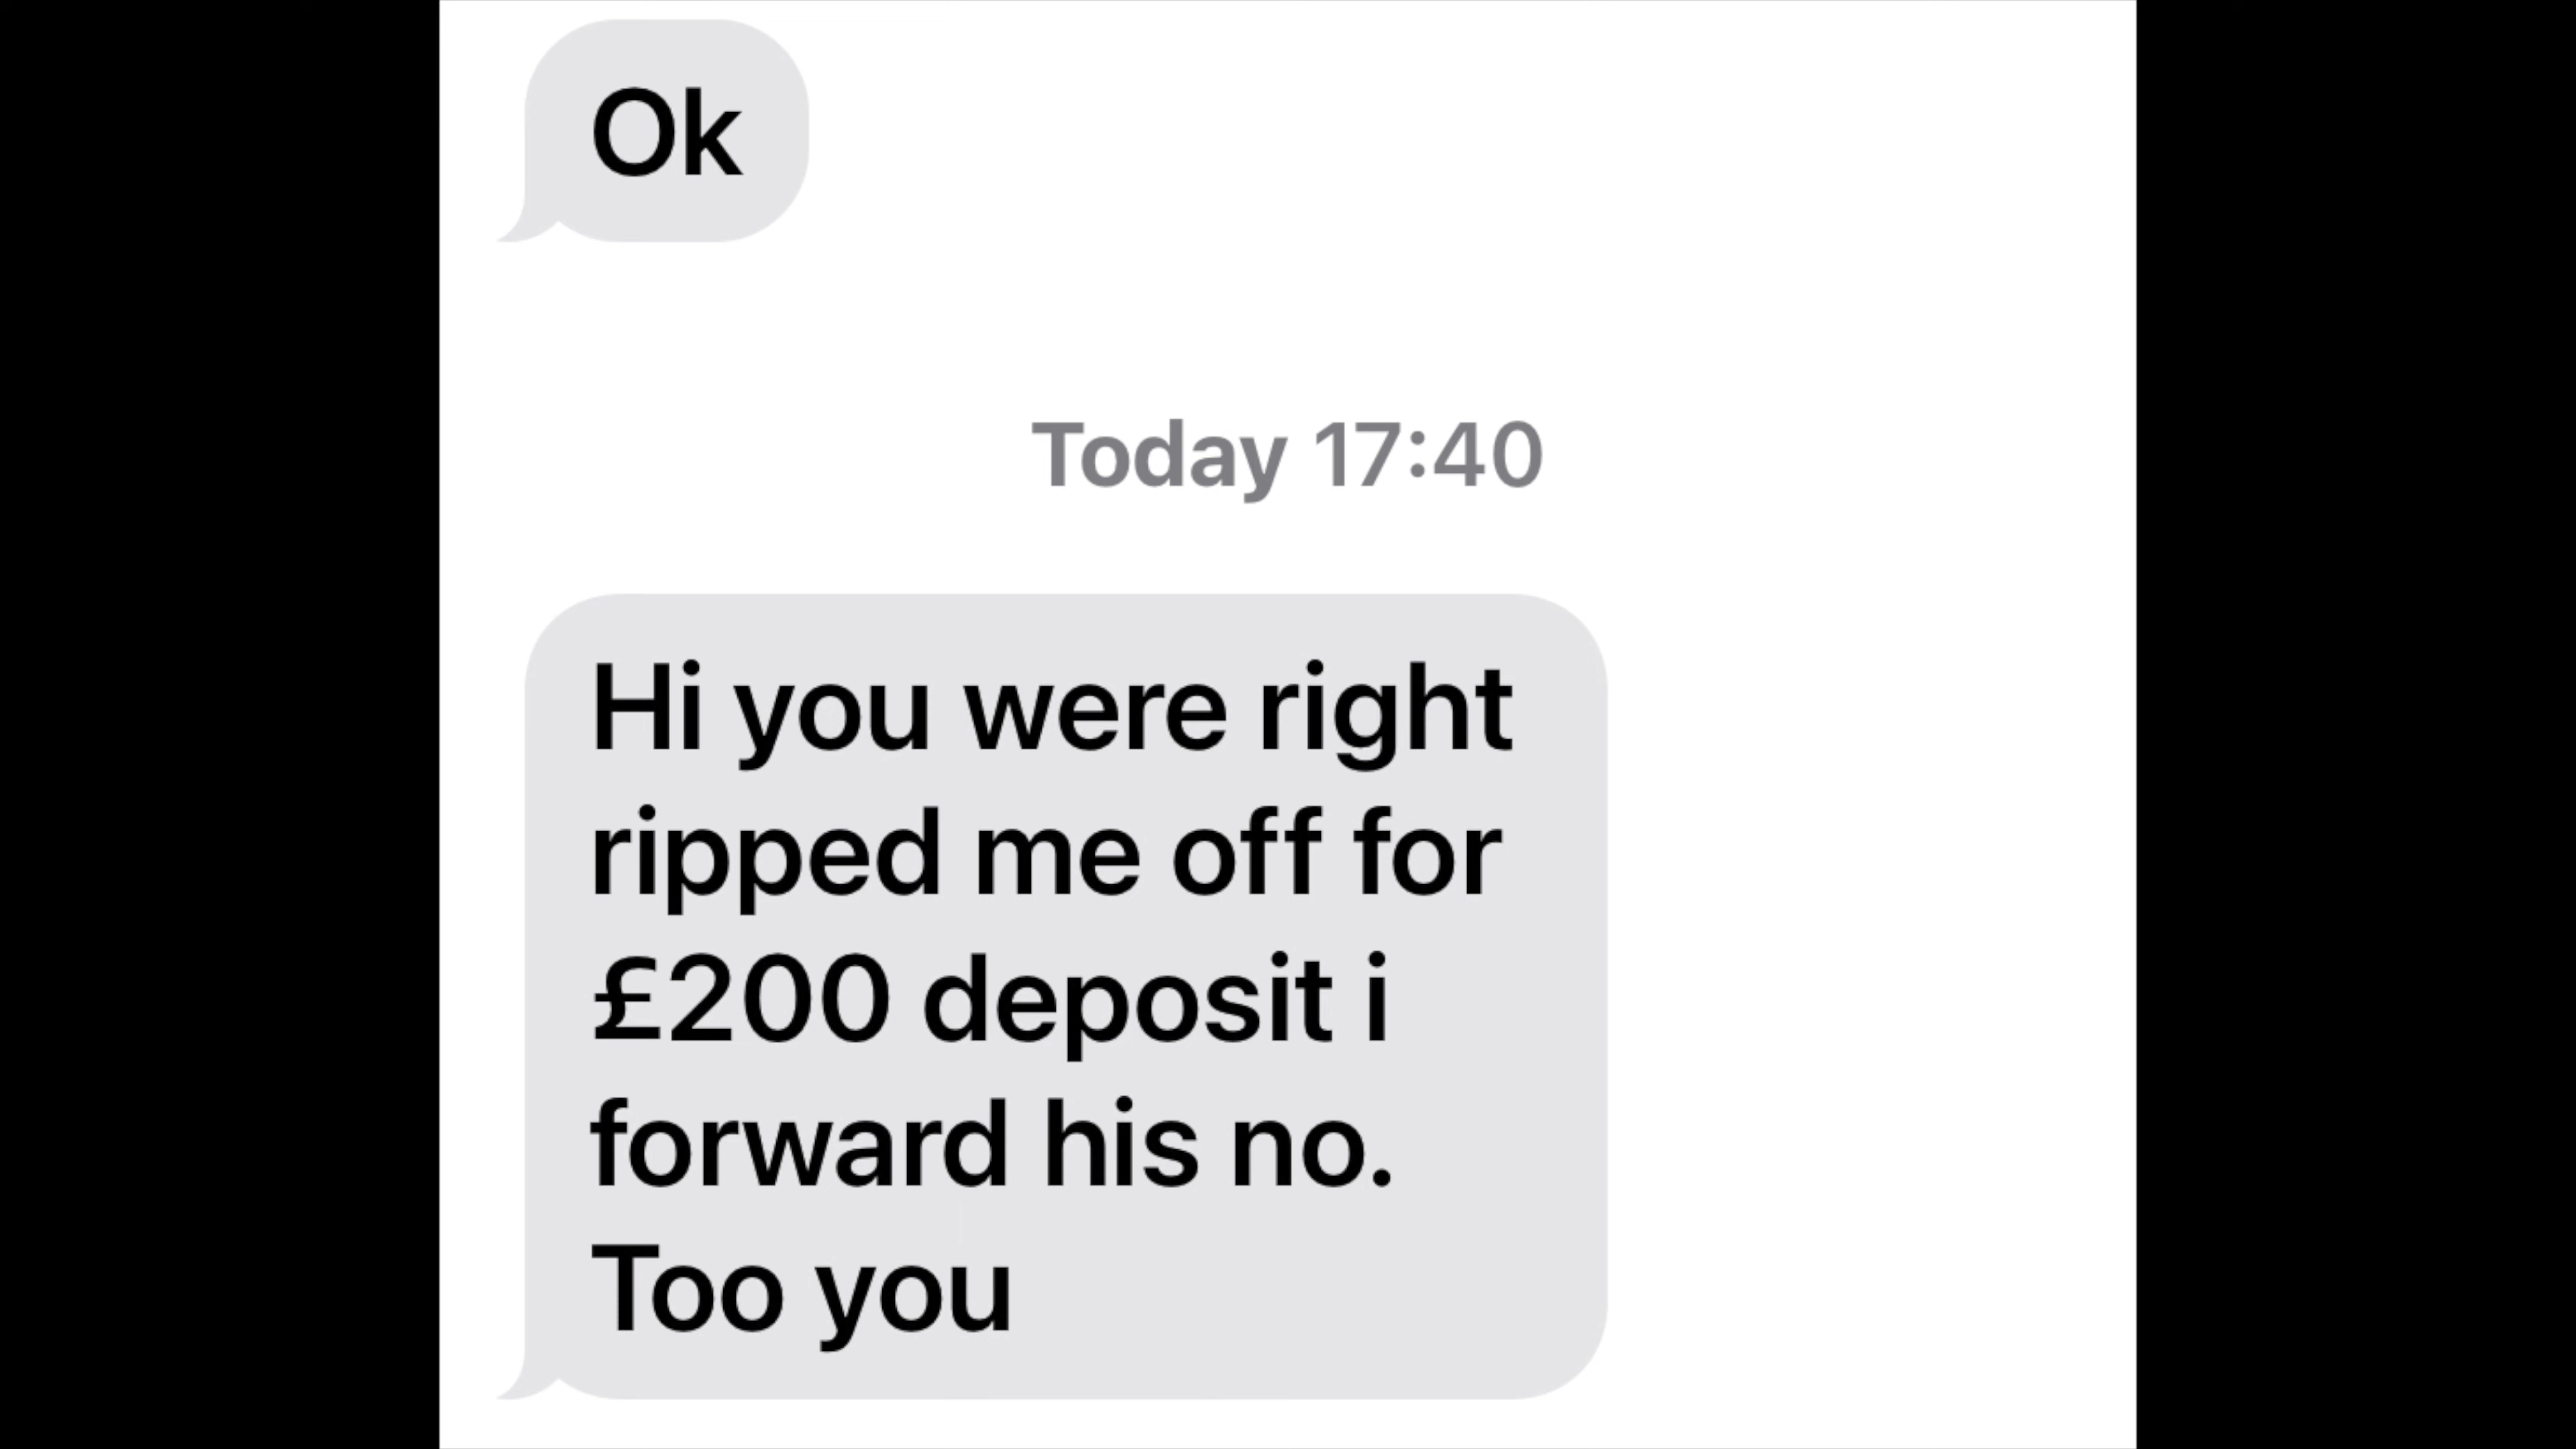 Ok
Today 17:40
Hi you were right
ripped me off for
£200 deposit i
forward his no.
Too you